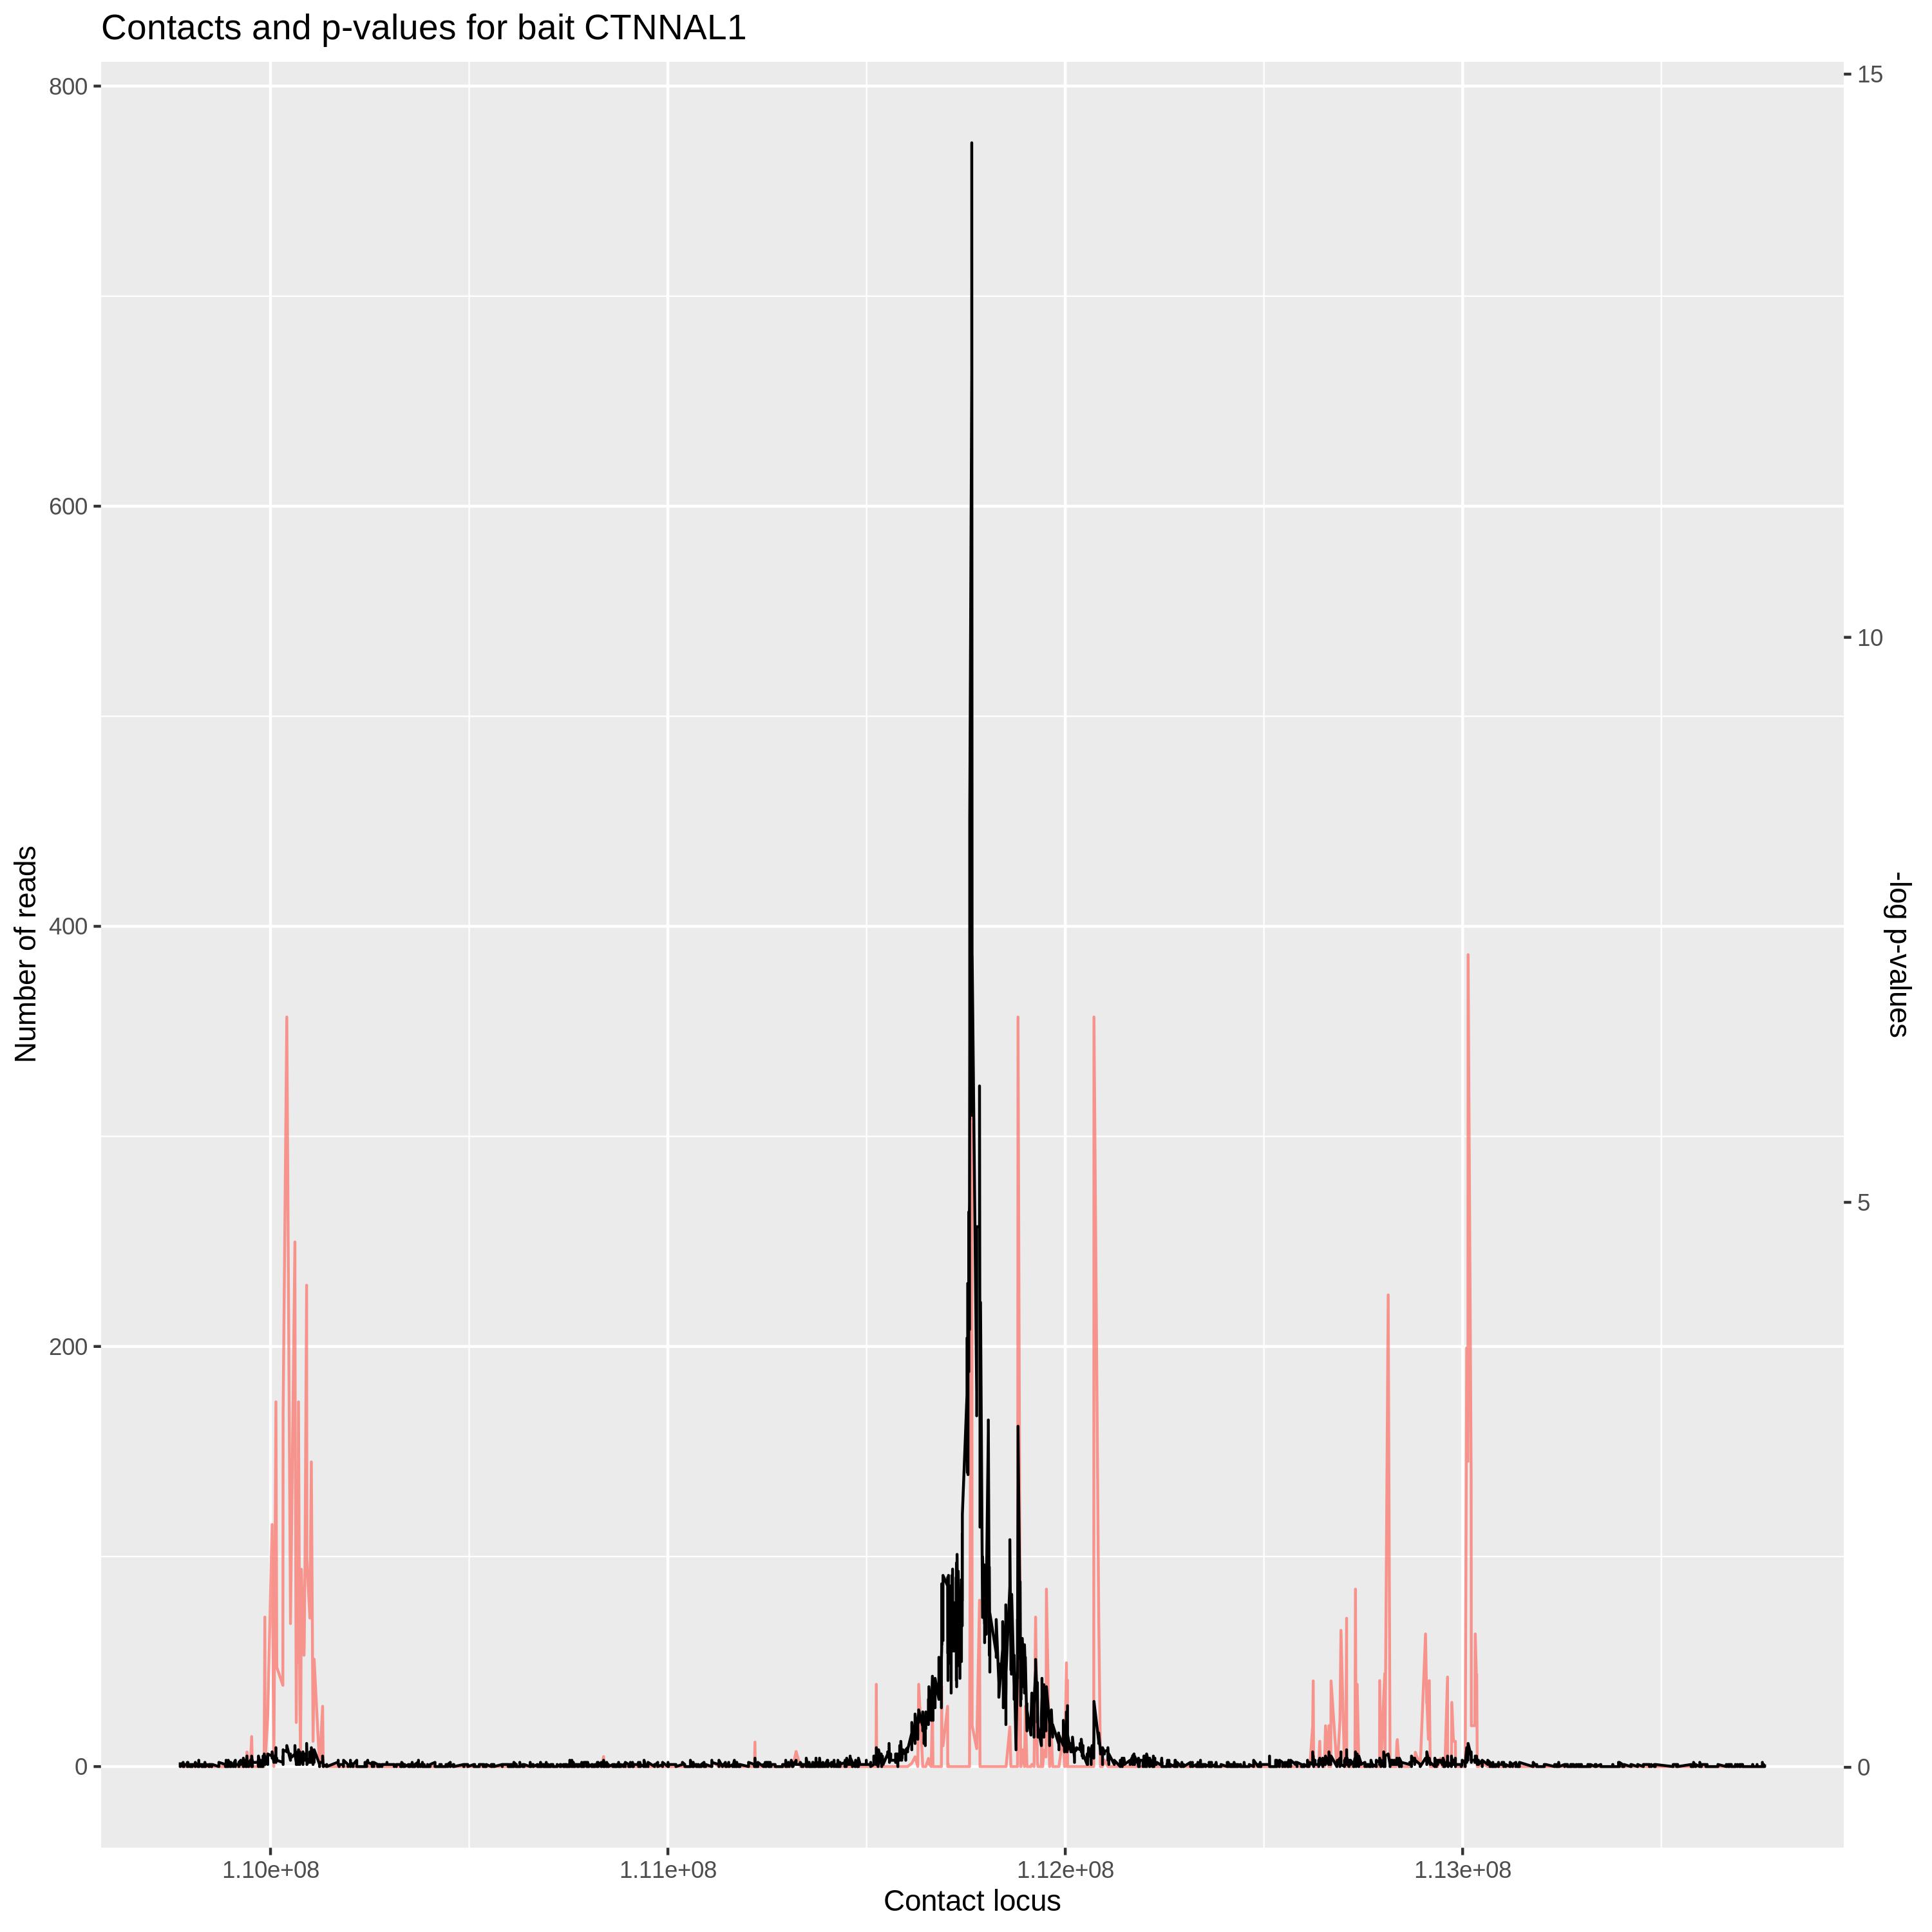 Contacts and p-values for bait CTNNAL1
800
600
400
200
0
Number of reads
15
10
5
0
-log p-values
1.10e+08
1.11e+08
1.12e+08
1.13e+08
Contact locus